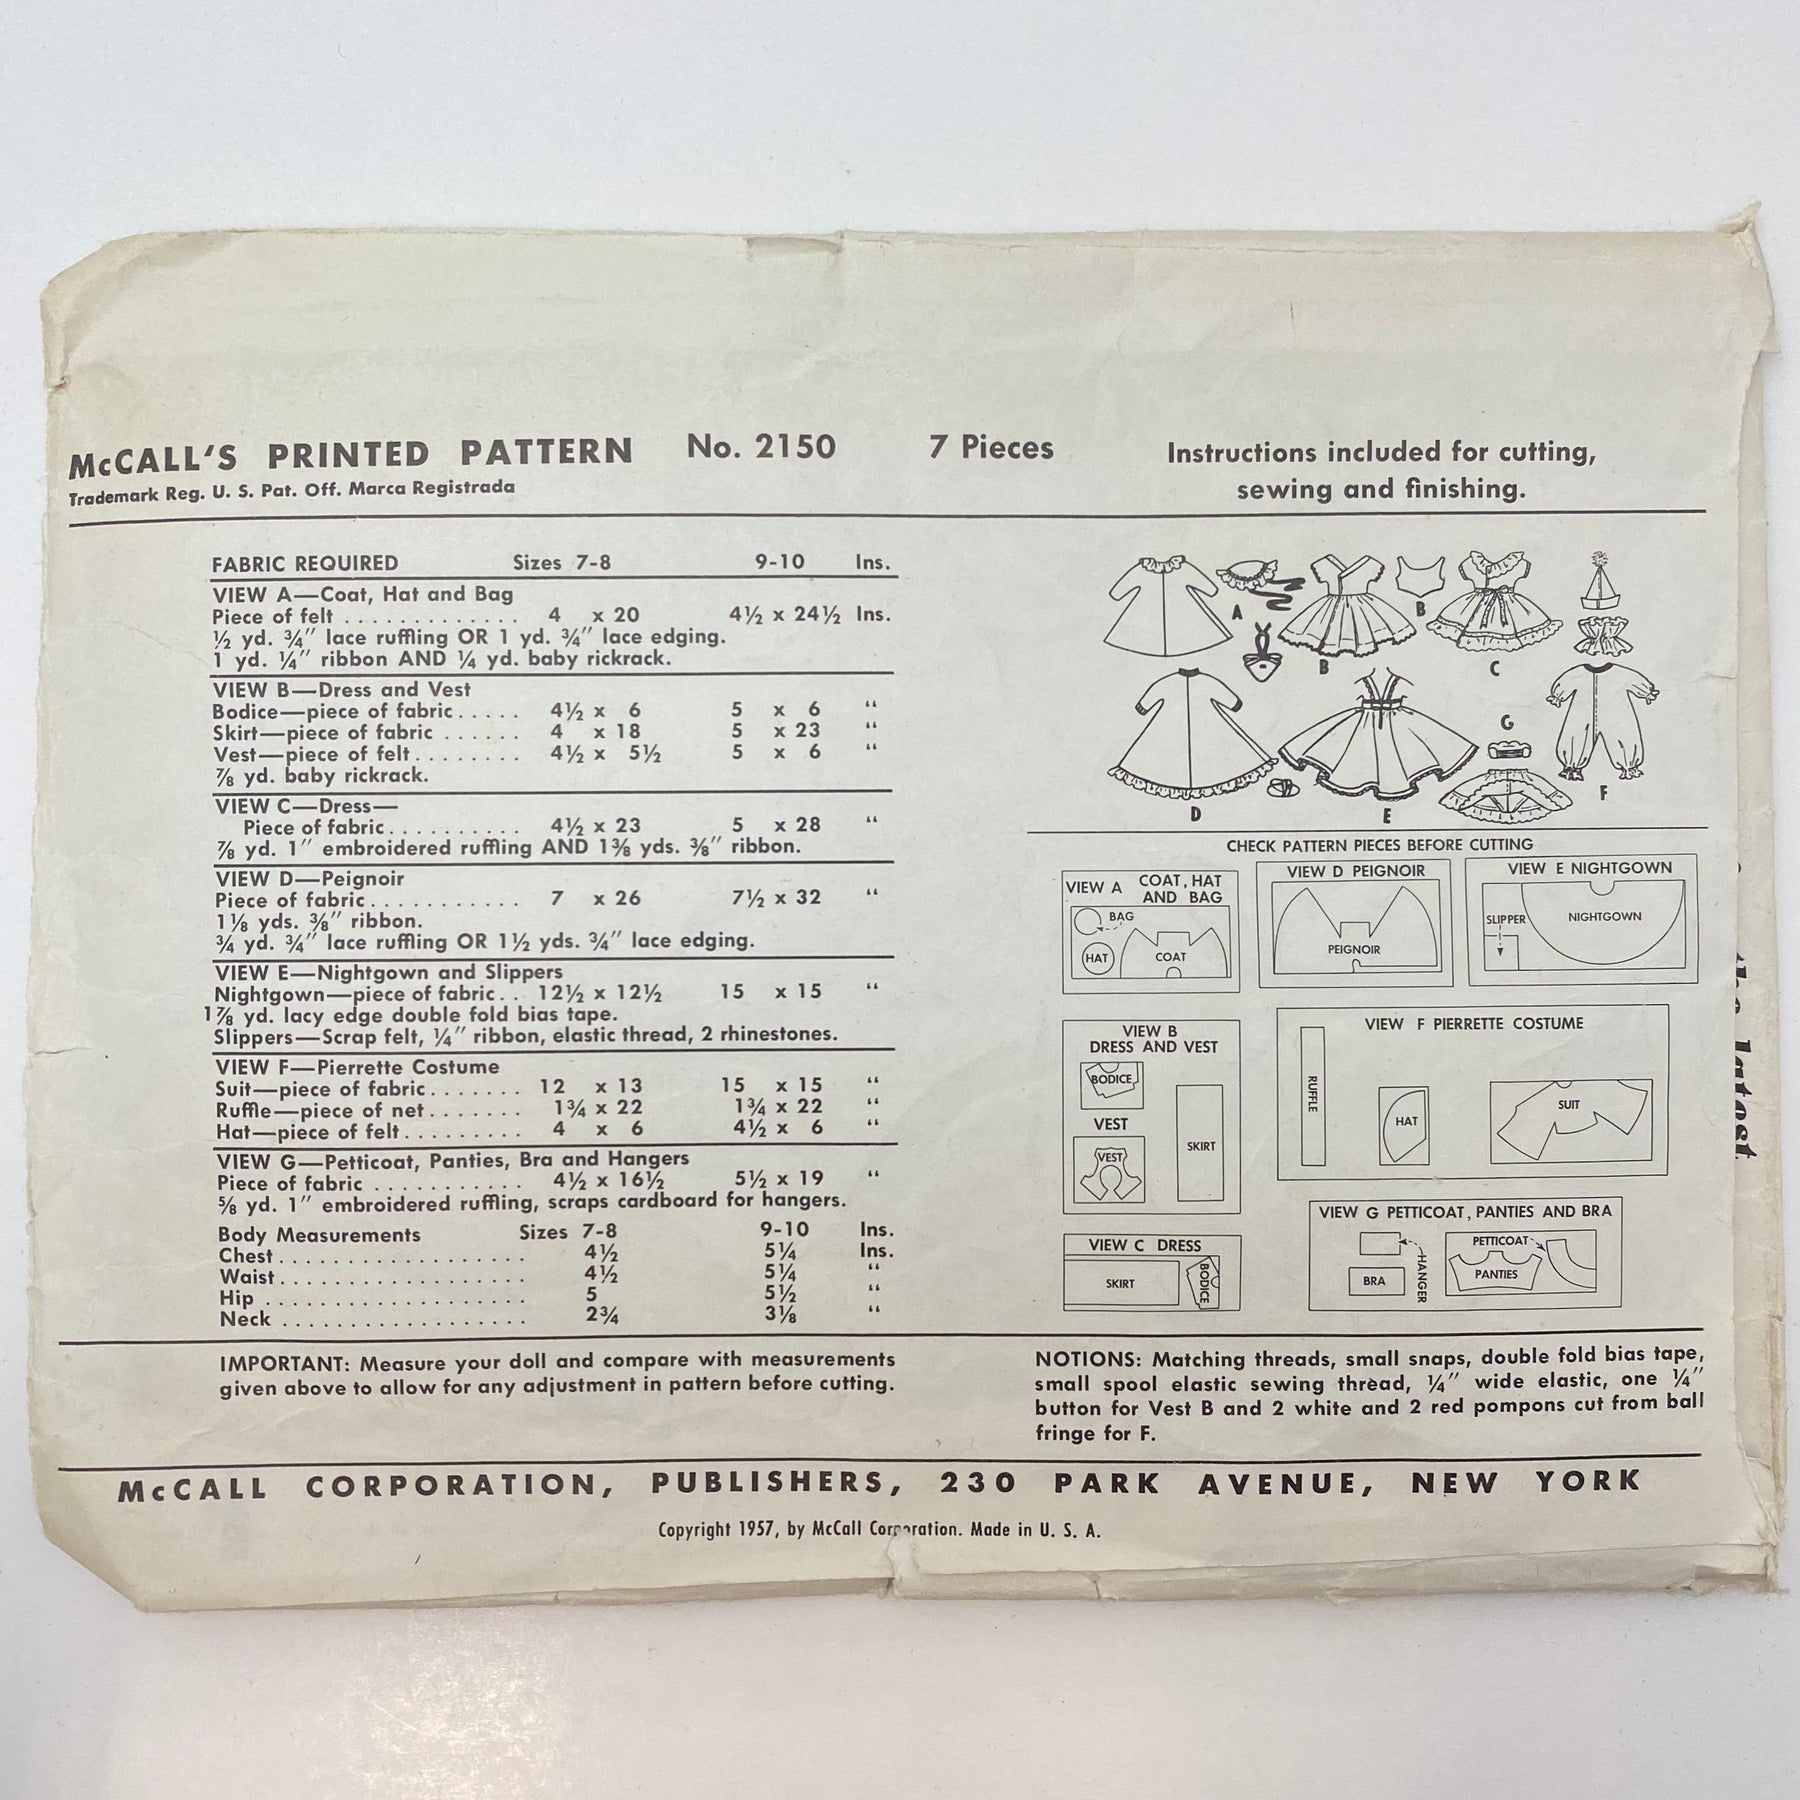 McCALL'S PRINTED PATTERN No. 2150 7 Pieces
Trademark Reg. U. S. Pat. Off. Marca Registrada
Instructions included for cutting,
sewing and finishing.
FABRIC REQUIRED Sizes 7-8 9-10 Ins.
VIEW A—Coat, Hat and Bag
Piece of felt . . . . . . . . . . . . . 4 x 20 4½ x 24½ Ins.
½ yd. ¾" lace ruffling OR 1 yd. ¾" lace edging.
1 yd. ¼" ribbon AND ¼ yd. baby rickrack.
VIEW B—Dress and Vest
Bodice—piece of fabric . . . . . 4½ x 6 5 x 6 "
Skirt—piece of fabric . . . . . . 4 x 18 5 x 23 "
Vest—piece of felt . . . . . . . . 4½ x 5½ 5 x 6 "
⅞ yd. baby rickrack.
VIEW C—Dress—
Piece of fabric . . . . . . . . . . 4½ x 23 5 x 28 "
⅞ yd. 1" embroidered ruffling AND 1⅜ yds. ⅜" ribbon.
VIEW D—Peignoir
Piece of fabric . . . . . . . . . . . 7 x 26 7½ x 32 "
1⅛ yds. ⅜" ribbon.
¾ yd. ¾" lace ruffling OR 1½ yds. ¾" lace edging.
VIEW E—Nightgown and Slippers
Nightgown—piece of fabric . . 12½ x 12½ 15 x 15 "
1⅞ yd. lacy edge double fold bias tape.
Slippers—Scrap felt, ¼" ribbon, elastic thread, 2 rhinestones.
VIEW F—Pierrette Costume
Suit—piece of fabric . . . . . . . 12 x 13 15 x 15 "
Ruffle—piece of net . . . . . . . 1¾ x 22 1¾ x 22 "
Hat—piece of felt . . . . . . . . . 4 x 6 4½ x 6 "
VIEW G—Petticoat, Panties, Bra and Hangers
Piece of fabric . . . . . . . . . . . 4½ x 16½ 5½ x 19 "
⅝ yd. 1" embroidered ruffling, scraps cardboard for hangers.
Body Measurements Sizes 7-8 9-10 Ins.
Chest . . . . . . . . . . . . . . . . . . 4½ 5¼ Ins.
Waist . . . . . . . . . . . . . . . . . . 4½ 5¼ "
Hip . . . . . . . . . . . . . . . . . . . 5 5½ "
Neck . . . . . . . . . . . . . . . . . . 2¾ 3⅛ "
A
B
B
C
D
E
G
F
CHECK PATTERN PIECES BEFORE CUTTING
VIEW A COAT, HAT
AND BAG
BAG
HAT
COAT
VIEW D PEIGNOIR
PEIGNOIR
VIEW E NIGHTGOWN
SLIPPER
NIGHTGOWN
VIEW B
DRESS AND VEST
BODICE
VEST
VEST
SKIRT
VIEW F PIERRETTE COSTUME
RUFFLE
HAT
SUIT
VIEW C DRESS
SKIRT
BODICE
VIEW G PETTICOAT, PANTIES AND BRA
PETTICOAT
HANGER
BRA
PANTIES
IMPORTANT: Measure your doll and compare with measurements
given above to allow for any adjustment in pattern before cutting.
NOTIONS: Matching threads, small snaps, double fold bias tape,
small spool elastic sewing thread, ¼" wide elastic, one ¼"
button for Vest B and 2 white and 2 red pompons cut from ball
fringe for F.
McCALL CORPORATION, PUBLISHERS, 230 PARK AVENUE, NEW YORK
Copyright 1957, by McCall Corporation. Made in U. S. A.